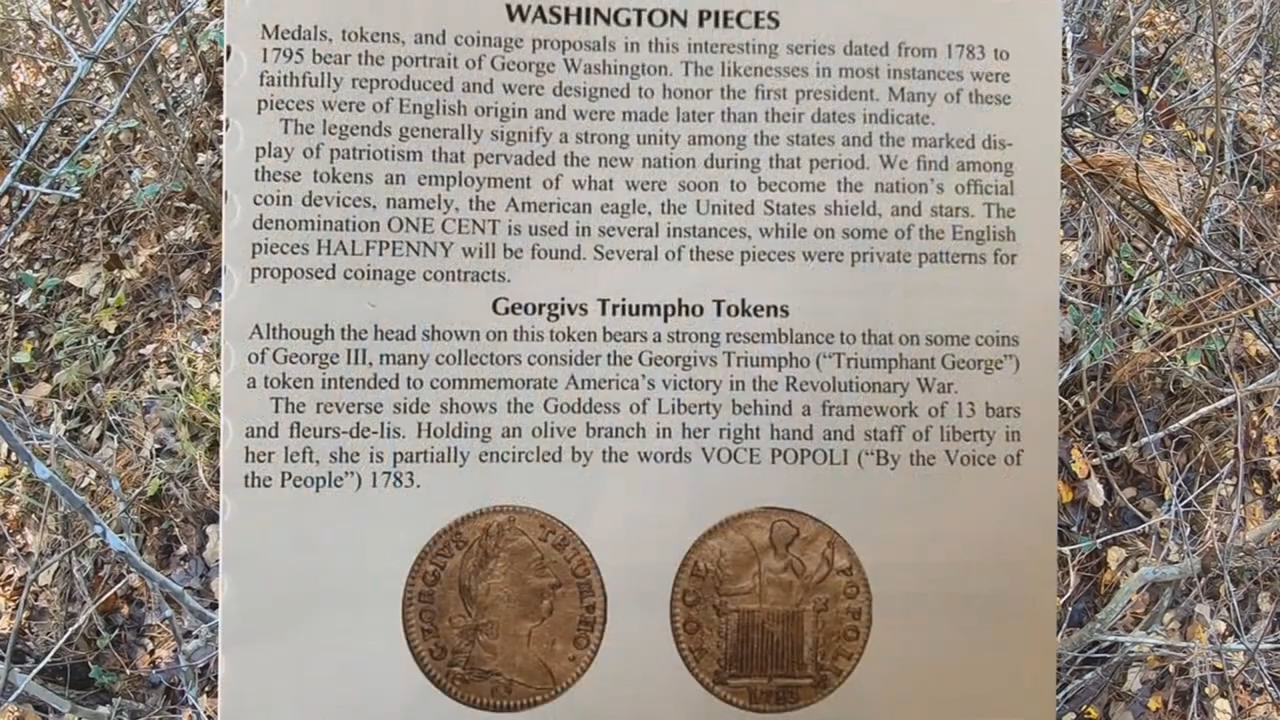 WASHINGTON PIECES
Medals, tokens, and coinage proposals in this interesting series dated from 1783 to
1795 bear the portrait of George Washington. The likenesses in most instances were
faithfully reproduced and were designed to honor the first president. Many of these
pieces were of English origin and were made later than their dates indicate.
The legends generally signify a strong unity among the states and the marked dis-
play of patriotism that pervaded the new nation during that period. We find among
these tokens an employment of what were soon to become the nation's official
coin devices, namely, the American eagle, the United States shield, and stars. The
denomination ONE CENT is used in several instances, while on some of the English
pieces HALFPENNY will be found. Several of these pieces were private patterns for
proposed coinage contracts.
Georgivs Triumpho Tokens
Although the head shown on this token bears a strong resemblance to that on some coins
of George III, many collectors consider the Georgivs Triumpho ("Triumphant George")
a token intended to commemorate America's victory in the Revolutionary War.
The reverse side shows the Goddess of Liberty behind a framework of 13 bars
and fleurs-de-lis. Holding an olive branch in her right hand and staff of liberty in
her left, she is partially encircled by the words VOCE POPOLI ("By the Voice of
the People") 1783.
GEORGIVS TRIUMPHO.
VOCE POPOLI
1783